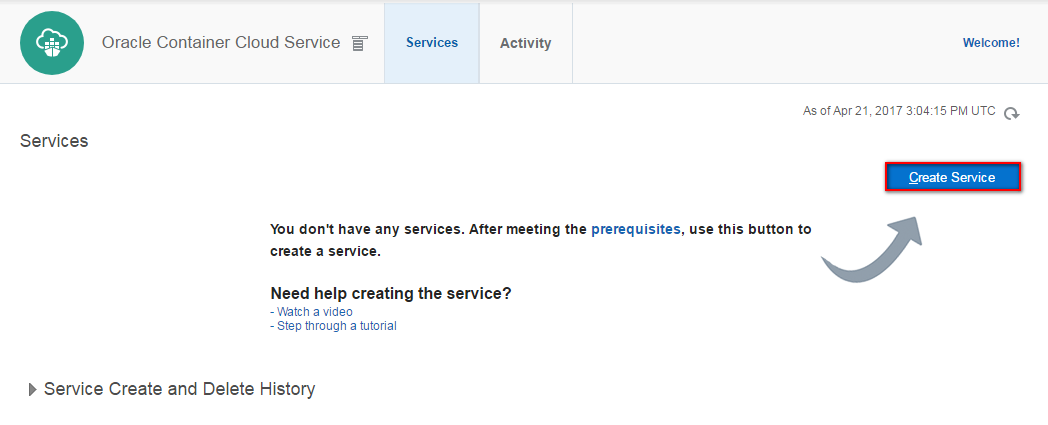 Oracle Container Cloud Service
Services
Activity
Welcome!
As of Apr 21, 2017 3:04:15 PM UTC
Services
Create Service
You don't have any services. After meeting the prerequisites, use this button to
create a service.
Need help creating the service?
- Watch a video
- Step through a tutorial
Service Create and Delete History